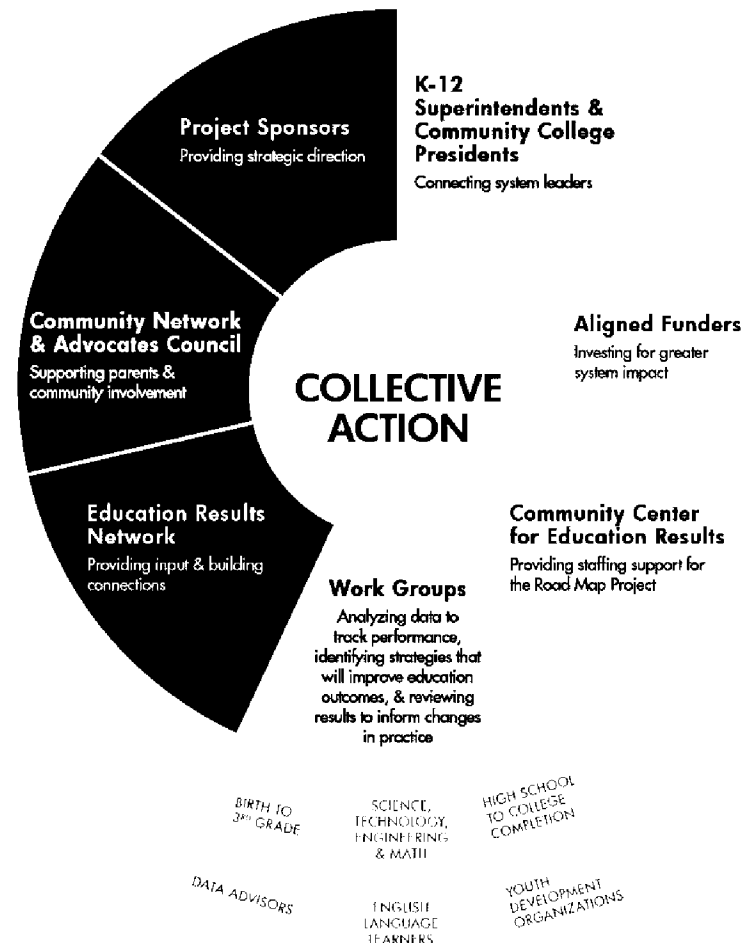 K-12
Superintendents &
Community College
Presidents
Connecting system leaders
Project Sponsors
Providing strategic direction
Community Network
& Advocates Council
Supporting parents &
community involvement
Aligned Funders
Investing for greater
system impact
COLLECTIVE
ACTION
Education Results
Network
Providing input & building
connections
Community Center
for Education Results
Providing staffing support for
the Road Map Project
Work Groups
Analyzing data to
track performance,
identifying strategies that
will improve education
outcomes, & reviewing
results to inform changes
in practice
BIRTH TO
3RD GRADE
SCIENCE,
TECHNOLOGY,
ENGINEERING
& MATH
HIGH SCHOOL
TO COLLEGE
COMPLETION
DATA ADVISORS
ENGLISH
LANGUAGE
LEARNERS
YOUTH
DEVELOPMENT
ORGANIZATIONS